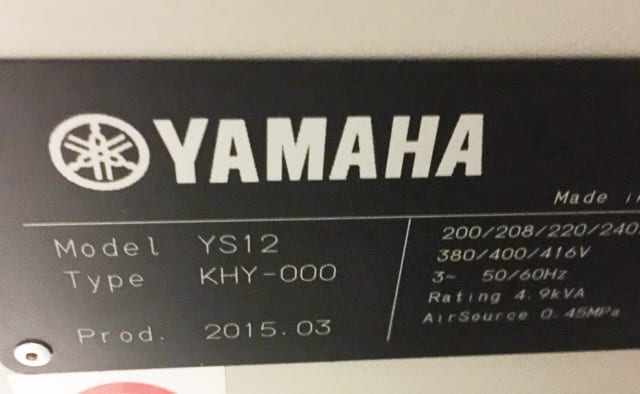 YAMAHA
Made
Model YS12
Type KHY-000
Prod. 2015.03
200/208/220/240
380/400/416V
3~ 50/60Hz
Rating 4.9kVA
AirSource 0.45MPa